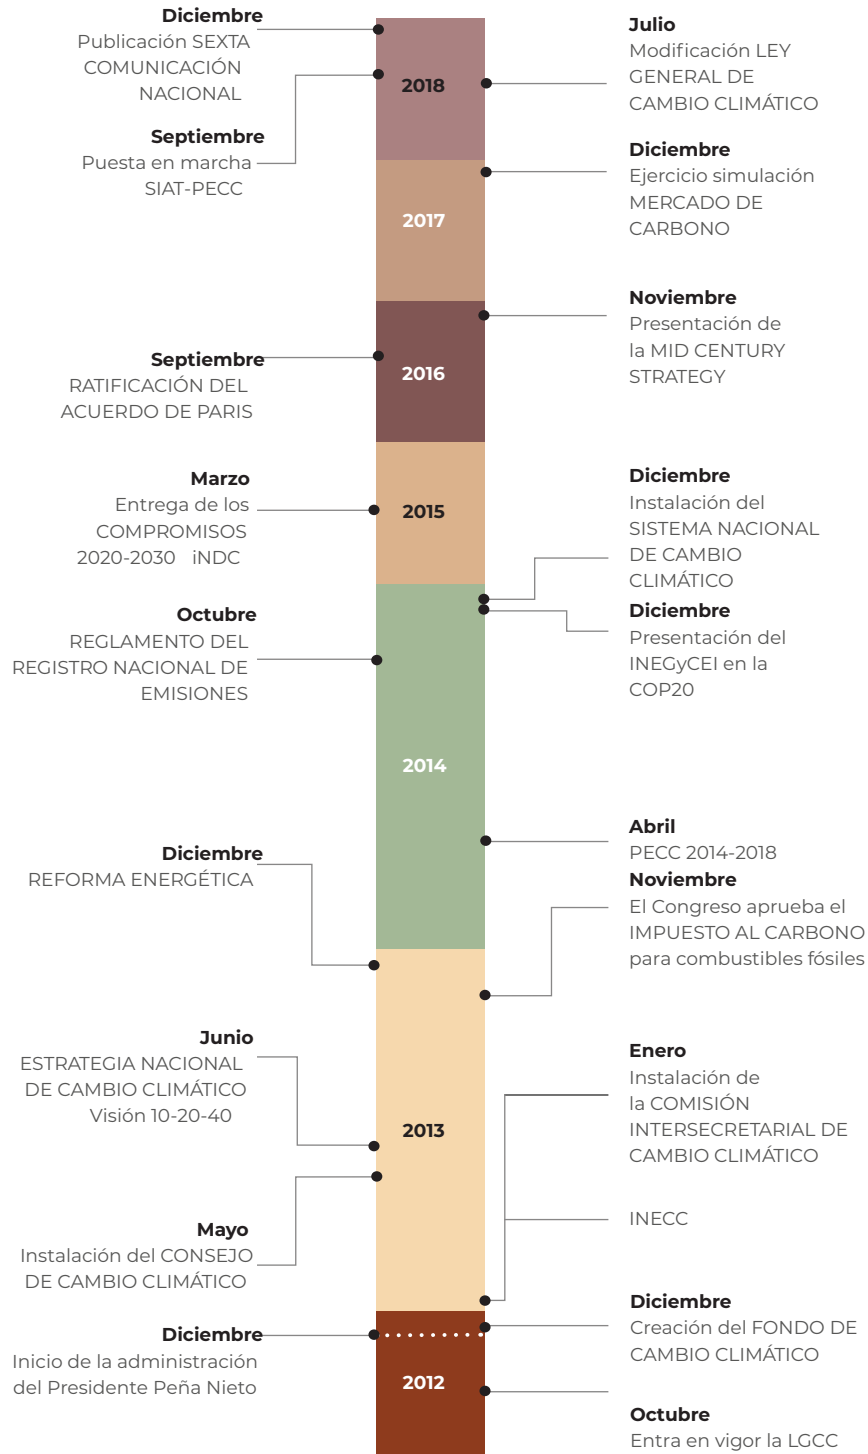 Diciembre
Publicación SEXTA
COMUNICACIÓN
NACIONAL
Septiembre
Puesta en marcha
SIAT-PECC
Septiembre
RATIFICACIÓN DEL
ACUERDO DE PARIS
Marzo
Entrega de los
COMPROMISOS
2020-2030 iNDC
Octubre
REGLAMENTO DEL
REGISTRO NACIONAL DE
EMISIONES
Diciembre
REFORMA ENERGÉTICA
Junio
ESTRATEGIA NACIONAL
DE CAMBIO CLIMÁTICO
Visión 10-20-40
Mayo
Instalación del CONSEJO
DE CAMBIO CLIMÁTICO
Diciembre
Inicio de la administración
del Presidente Peña Nieto
2018
2017
2016
2015
2014
2013
2012
Julio
Modificación LEY
GENERAL DE
CAMBIO CLIMÁTICO
Diciembre
Ejercicio simulación
MERCADO DE
CARBONO
Noviembre
Presentación de
la MID CENTURY
STRATEGY
Diciembre
Instalación del
SISTEMA NACIONAL
DE CAMBIO
CLIMÁTICO
Diciembre
Presentación del
INEGyCEI en la
COP20
Abril
PECC 2014-2018
Noviembre
El Congreso aprueba el
IMPUESTO AL CARBONO
para combustibles fósiles
Enero
Instalación de
la COMISIÓN
INTERSECRETARIAL DE
CAMBIO CLIMÁTICO
INECC
Diciembre
Creación del FONDO DE
CAMBIO CLIMÁTICO
Octubre
Entra en vigor la LGCC